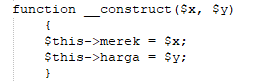 function __construct($x, $y)
{
$this->merek = $x;
$this->harga = $y;
}